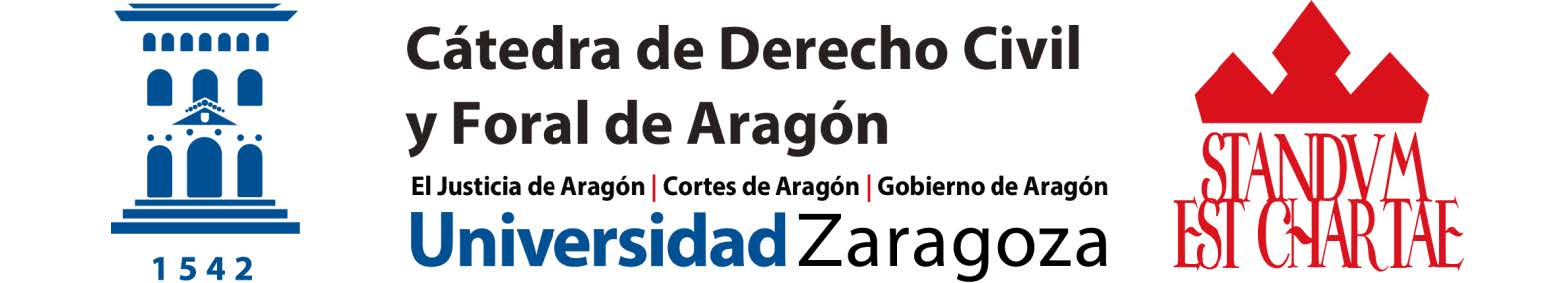 1542
Cátedra de Derecho Civil
y Foral de Aragón
El Justicia de Aragón | Cortes de Aragón | Gobierno de Aragón
Universidad Zaragoza
STANDVM
EST CHARTAE